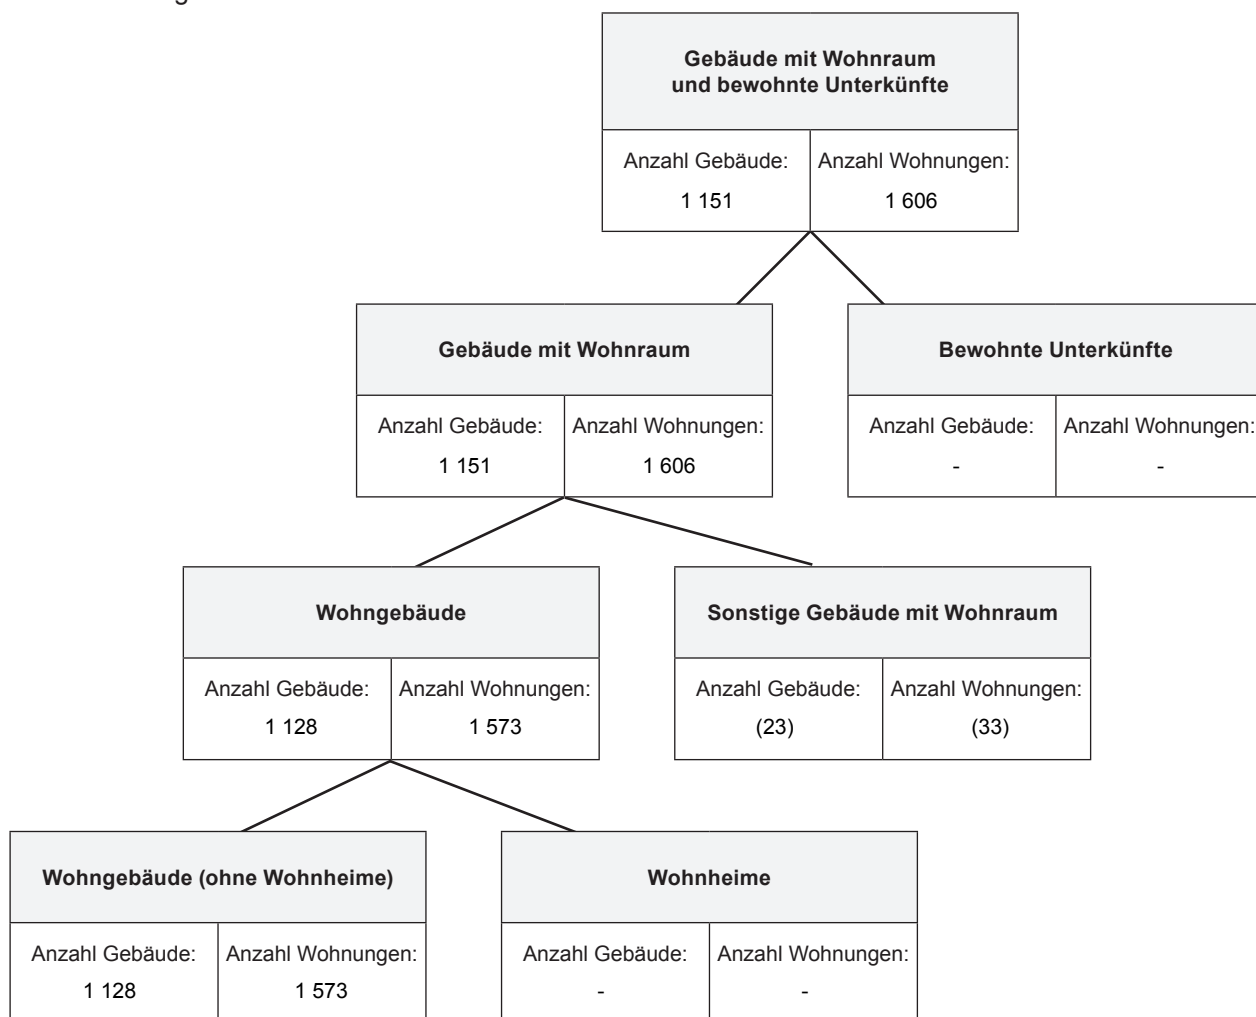 Gebäude mit Wohnraum
und bewohnte Unterkünfte
Anzahl Gebäude: Anzahl Wohnungen:
1 151 1 606
Gebäude mit Wohnraum
Anzahl Gebäude: Anzahl Wohnungen:
1 151 1 606
Bewohnte Unterkünfte
Anzahl Gebäude: Anzahl Wohnungen:
- -
Wohngebäude
Anzahl Gebäude: Anzahl Wohnungen:
1 128 1 573
Sonstige Gebäude mit Wohnraum
Anzahl Gebäude: Anzahl Wohnungen:
(23) (33)
Wohngebäude (ohne Wohnheime)
Anzahl Gebäude: Anzahl Wohnungen:
1 128 1 573
Wohnheime
Anzahl Gebäude: Anzahl Wohnungen:
- -